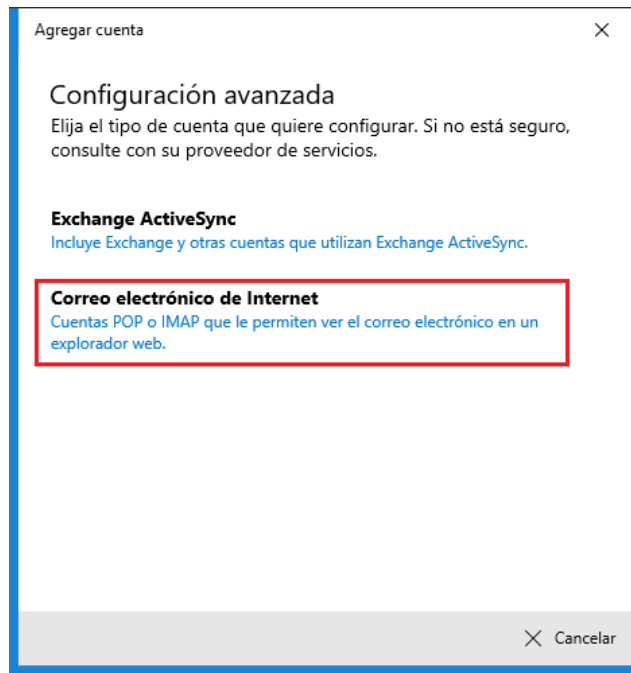 Agregar cuenta
Configuración avanzada
Elija el tipo de cuenta que quiere configurar. Si no está seguro,
consulte con su proveedor de servicios.
Exchange ActiveSync
Incluye Exchange y otras cuentas que utilizan Exchange ActiveSync.
Correo electrónico de Internet
Cuentas POP o IMAP que le permiten ver el correo electrónico en un
explorador web.
Cancelar